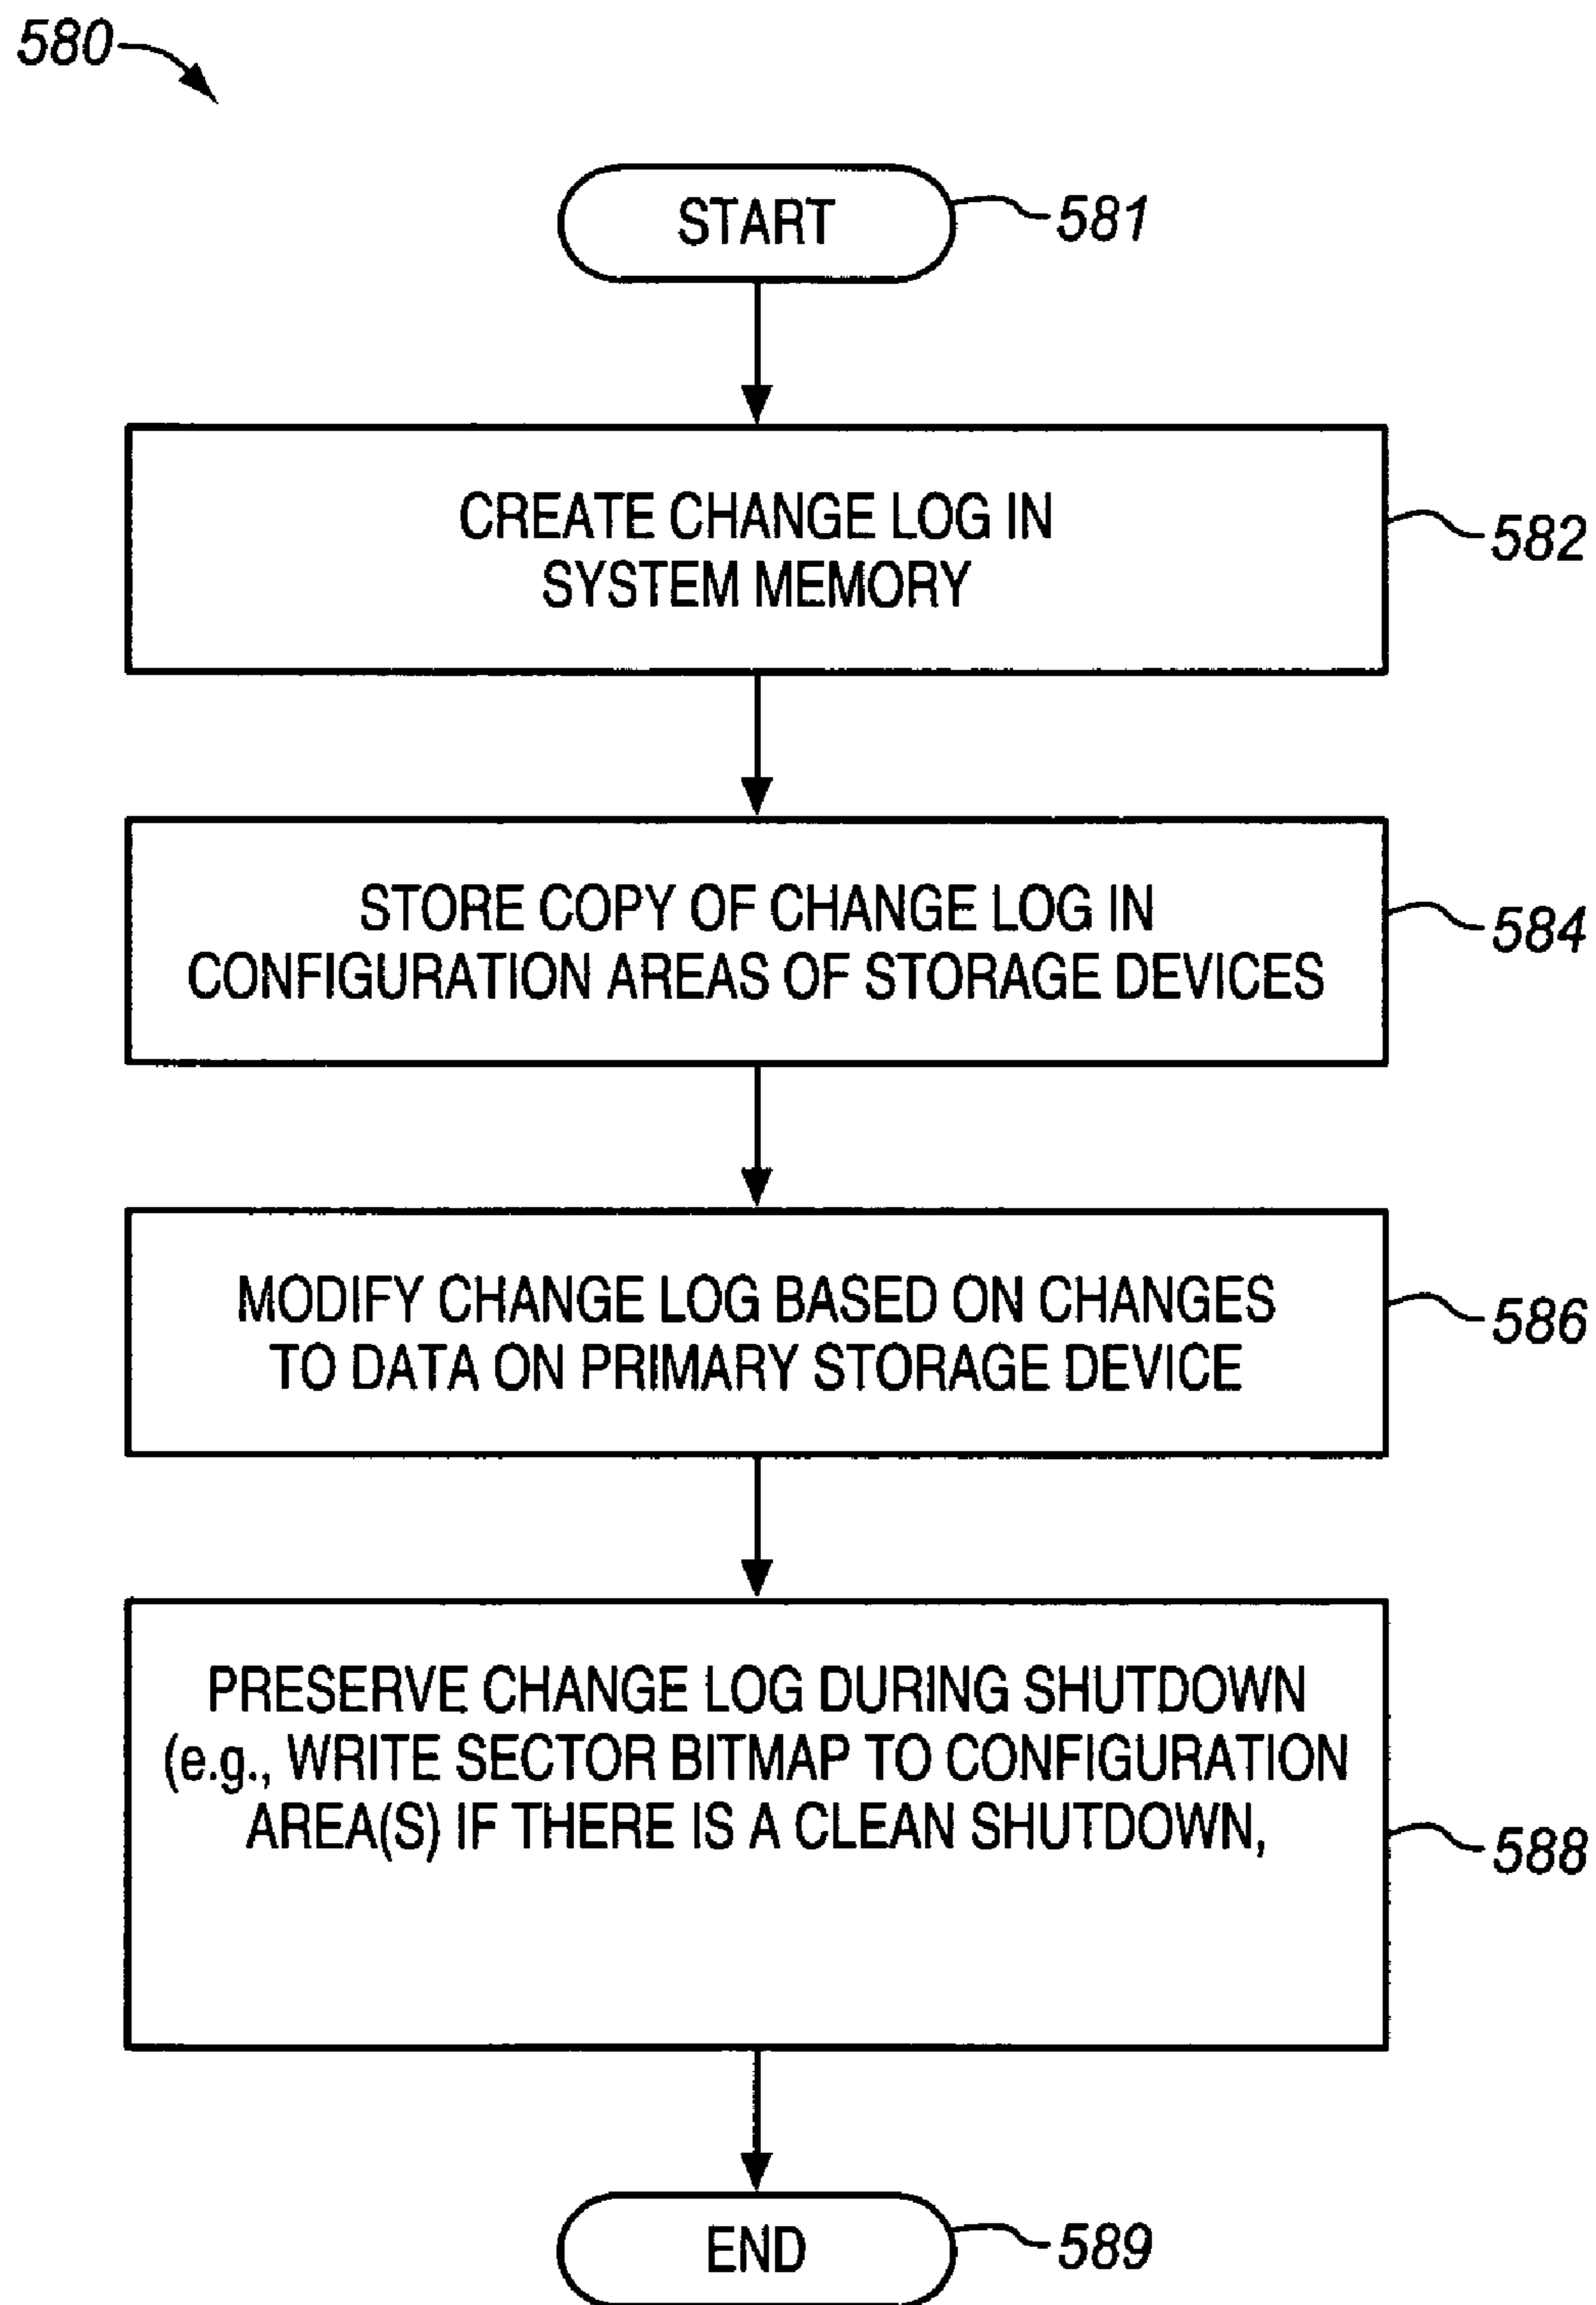 580
START
581
CREATE CHANGE LOG IN
SYSTEM MEMORY
582
STORE COPY OF CHANGE LOG IN
CONFIGURATION AREAS OF STORAGE DEVICES
584
MODIFY CHANGE LOG BASED ON CHANGES
TO DATA ON PRIMARY STORAGE DEVICE
586
PRESERVE CHANGE LOG DURING SHUTDOWN
(e.g., WRITE SECTOR BITMAP TO CONFIGURATION
AREA(S) IF THERE IS A CLEAN SHUTDOWN,
588
END
589